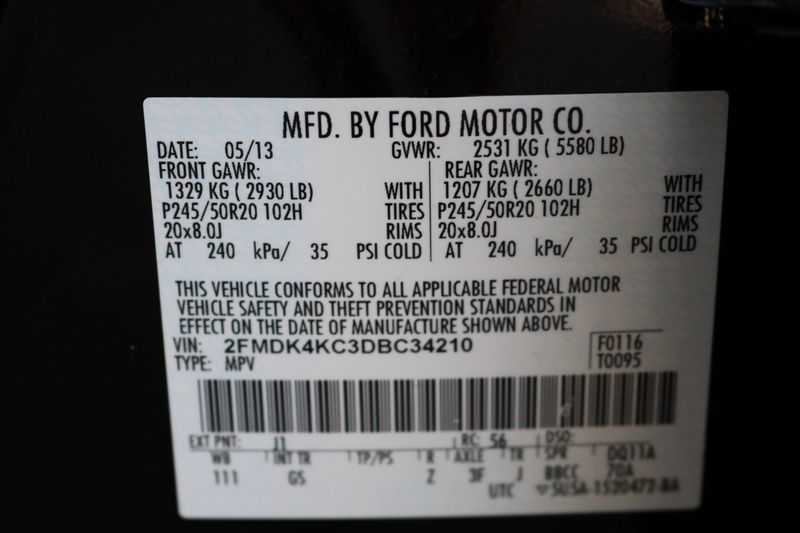 MFD. BY FORD MOTOR CO.
DATE: 05/13 GVWR: 2531 KG ( 5580 LB)
FRONT GAWR: REAR GAWR:
1329 KG ( 2930 LB) WITH 1207 KG ( 2660 LB) WITH
P245/50R20 102H TIRES P245/50R20 102H TIRES
20x8.0J RIMS 20x8.0J RIMS
AT 240 kPa/ 35 PSI COLD AT 240 kPa/ 35 PSI COLD
THIS VEHICLE CONFORMS TO ALL APPLICABLE FEDERAL MOTOR
VEHICLE SAFETY AND THEFT PREVENTION STANDARDS IN
EFFECT ON THE DATE OF MANUFACTURE SHOWN ABOVE.
VIN: 2FMDK4KC3DBC34210 F0116
TYPE: MPV T0095
EXT PNT: J1 RC: 56 DSO:
WB INT TR TP/PS R AXLE TR SPR DQ11A
111 GS Z 3F J BBCC 70A
UTC ▽5USA-1520472-BA